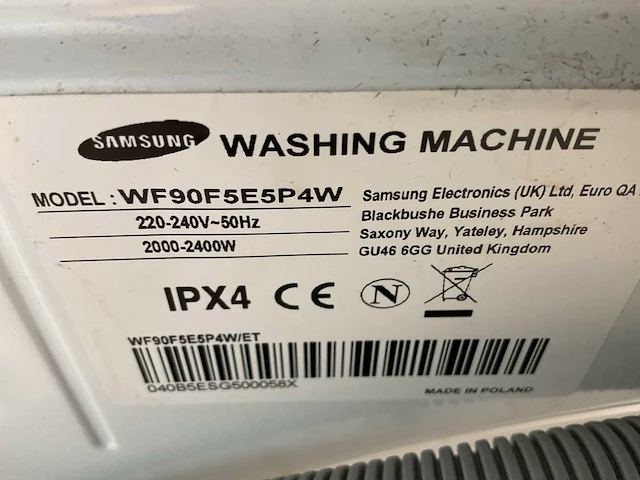 SAMSUNG WASHING MACHINE
MODEL : WF90F5E5P4W
220-240V~50Hz
2000-2400W
Samsung Electronics (UK) Ltd, Euro QA
Blackbushe Business Park
Saxony Way, Yateley, Hampshire
GU46 6GG United Kingdom
IPX4 CE N
WF90F5E5P4W/ET
040B5ESG500058X
MADE IN POLAND